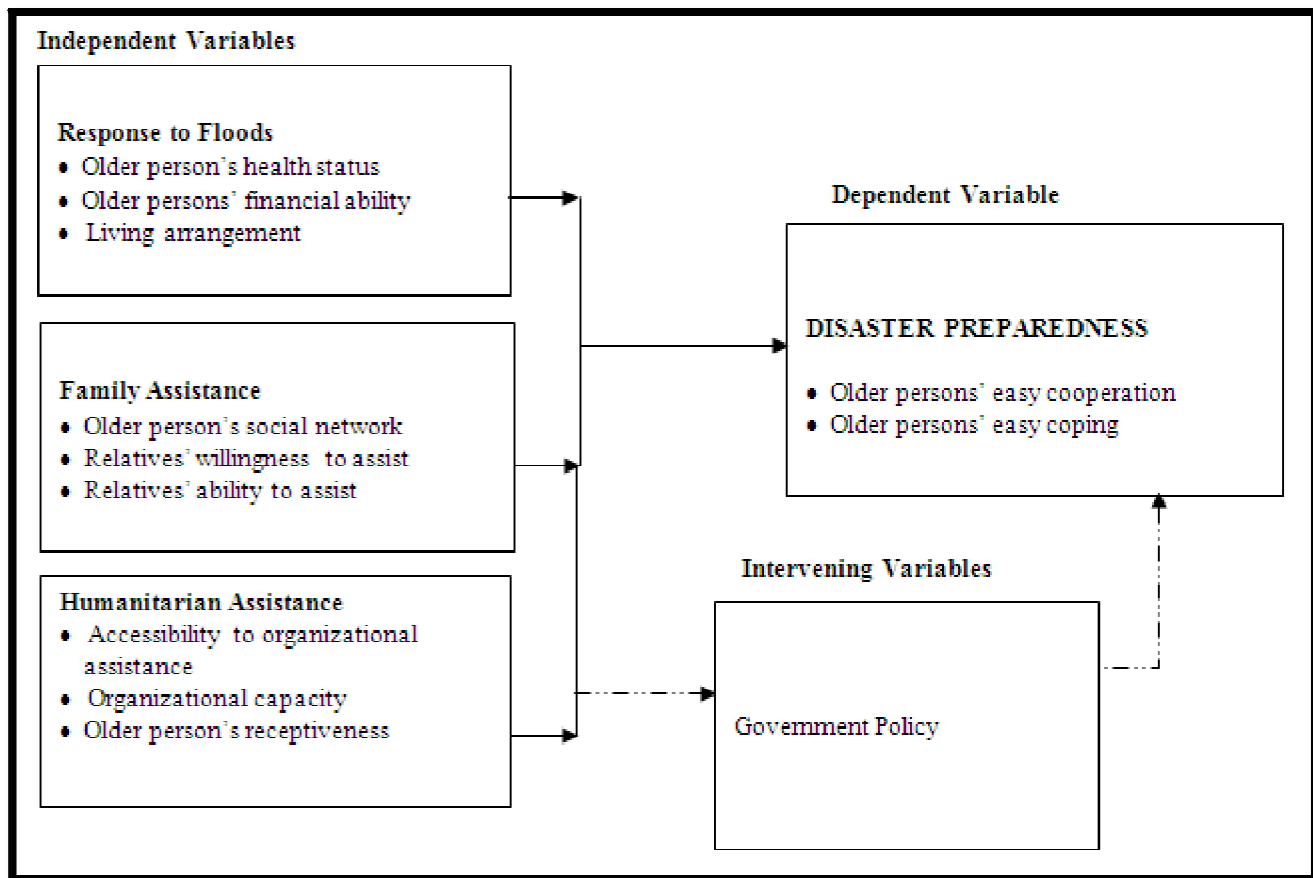 Independent Variables
Response to Floods
• Older person's health status
• Older persons' financial ability
• Living arrangement
Family Assistance
• Older person's social network
• Relatives' willingness to assist
• Relatives' ability to assist
Humanitarian Assistance
• Accessibility to organizational
assistance
• Organizational capacity
• Older person's receptiveness
Dependent Variable
DISASTER PREPAREDNESS
• Older persons' easy cooperation
• Older persons' easy coping
Intervening Variables
Government Policy